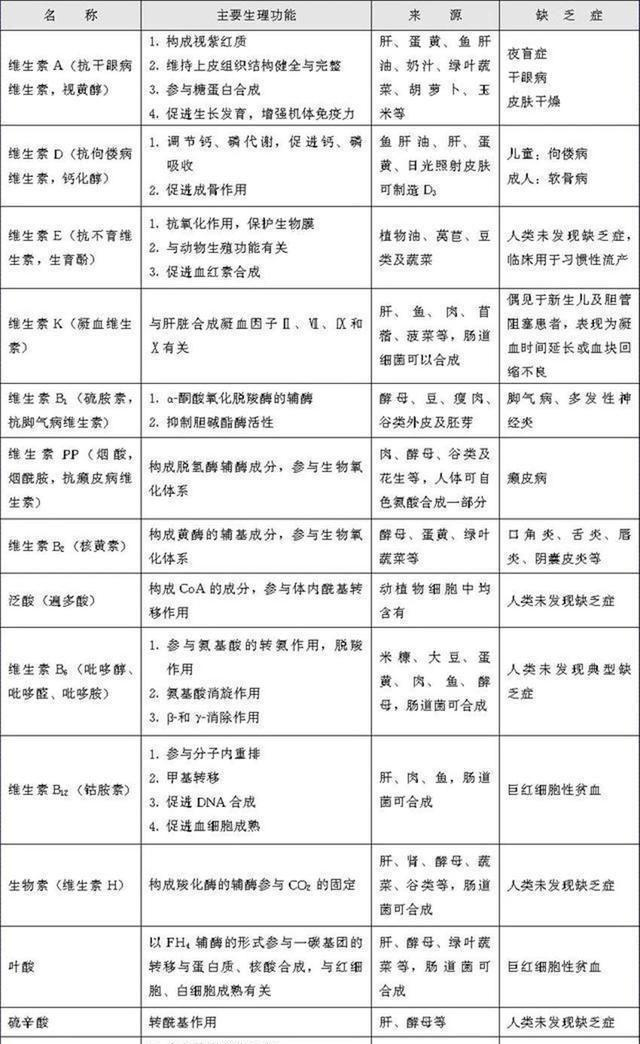 名 称 主要生理功能 来 源 缺 乏 症
维生素 A（抗干眼病
维生素，视黄醇）
1. 构成视紫红质
2. 维持上皮组织结构健全与完整
3. 参与糖蛋白合成
4. 促进生长发育，增强机体免疫力
肝、蛋黄、鱼肝
油、奶汁、绿叶蔬
菜、胡萝卜、玉
米等
夜盲症
干眼病
皮肤干燥
维生素 D（抗佝偻病
维生素，钙化醇）
1. 调节钙、磷代谢，促进钙、磷
吸收
2. 促进成骨作用
鱼肝油、肝、蛋
黄、日光照射皮肤
可制造 D₃
儿童：佝偻病
成人：软骨病
维生素 E（抗不育维
生素，生育酚）
1. 抗氧化作用，保护生物膜
2. 与动物生殖功能有关
3. 促进血红素合成
植物油、莴苣、豆
类及蔬菜
人类未发现缺乏症，
临床用于习惯性流产
维生素 K（凝血维生
素）
与肝脏合成凝血因子Ⅱ、Ⅶ、Ⅸ和
Ⅹ有关
肝、鱼、肉、苜
蓿、菠菜等，肠道
细菌可以合成
偶见于新生儿及胆管
阻塞患者，表现为凝
血时间延长或血块回
缩不良
维生素 B₁（硫胺素，
抗脚气病维生素）
1. α-酮酸氧化脱羧酶的辅酶
2. 抑制胆碱酯酶活性
酵母、豆、瘦肉、
谷类外皮及胚芽
脚气病、多发性神
经炎
维生素 PP（烟酸，
烟酰胺，抗癞皮病维
生素）
构成脱氢酶辅酶成分，参与生物氧
化体系
肉、酵母、谷类及
花生等，人体可自
色氨酸合成一部分
癞皮病
维生素 B₂（核黄素）
构成黄酶的辅基成分，参与生物氧
化体系
酵母、蛋黄、绿叶
蔬菜等
口角炎、舌炎、唇
炎、阴囊皮炎等
泛酸（遍多酸）
构成 CoA 的成分，参与体内酰基转
移作用
动植物细胞中均
含有
人类未发现缺乏症
维生素 B₆（吡哆醇、
吡哆醛、吡哆胺）
1. 参与氨基酸的转氨作用，脱羧
作用
2. 氨基酸消旋作用
3. β-和 γ-消除作用
米糠、大豆、蛋
黄、肉、鱼、酵
母，肠道菌可合成
人类未发现典型缺
乏症
维生素 B₁₂（钴胺素）
1. 参与分子内重排
2. 甲基转移
3. 促进 DNA 合成
4. 促进血细胞成熟
肝、肉、鱼，肠道
菌可合成
巨红细胞性贫血
生物素（维生素 H）
构成羧化酶的辅酶参与 CO₂ 的固定
肝、肾、酵母、蔬
菜、谷类等，肠道
菌可合成
人类未发现缺乏症
叶酸
以 FH₄ 辅酶的形式参与一碳基团的
转移与蛋白质、核酸合成，与红细
胞、白细胞成熟有关
肝、酵母、绿叶蔬
菜等，肠道菌可
合成
巨红细胞性贫血
硫辛酸
转酰基作用
肝、酵母等
人类未发现缺乏症